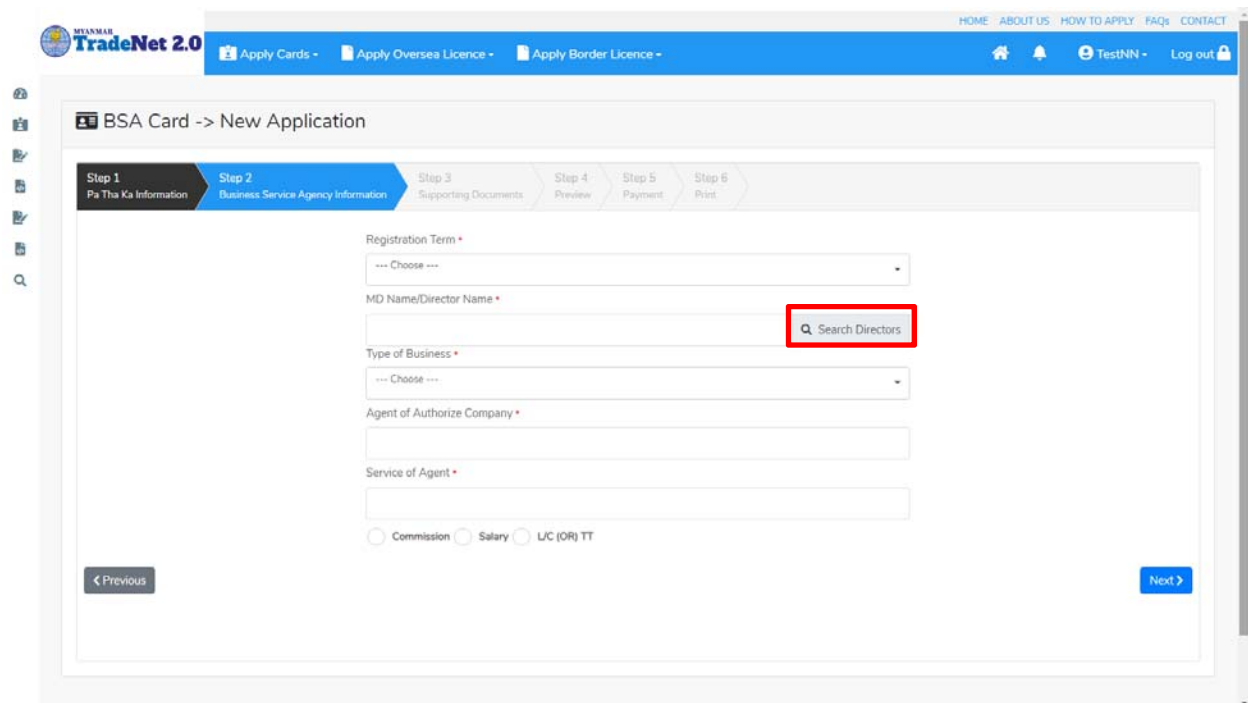 HOME ABOUT US HOW TO APPLY FAQs CONTACT
MYANMAR
TradeNet 2.0
Apply Cards Apply Oversea Licence Apply Border Licence TestNN Log out
BSA Card -> New Application
Step 1 Step 2 Step 3 Step 4 Step 5 Step 6
Pa Tha Ka Information Business Service Agency Information Supporting Documents Preview Payment Print
Registration Term *
--- Choose ---
MD Name/Director Name *
Search Directors
Type of Business *
--- Choose ---
Agent of Authorize Company *
Service of Agent *
Commission Salary L/C (OR) TT
Previous Next